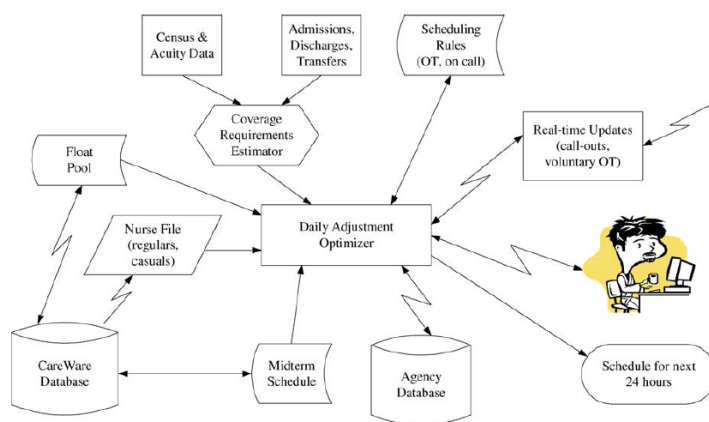 Census &
Acuity Data
Admissions,
Discharges,
Transfers
Scheduling
Rules
(OT, on call)
Coverage
Requirements
Estimator
Real-time Updates
(call-outs,
voluntary OT)
Float
Pool
Nurse File
(regulars,
casuals)
Daily Adjustment
Optimizer
CareWare
Database
Midterm
Schedule
Agency
Database
Schedule for next
24 hours